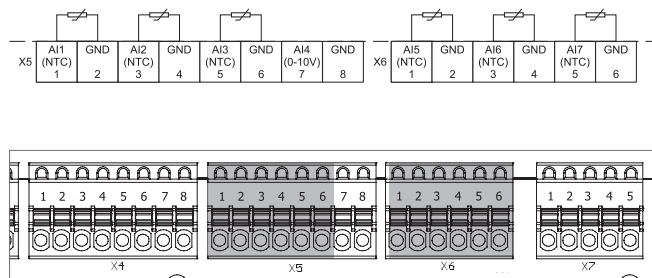 AI1 GND AI2 GND AI3 GND AI4 GND AI5 GND AI6 GND AI7 GND
X5 (NTC) (NTC) (NTC) (0-10V) X6 (NTC) (NTC) (NTC)
1 2 3 4 5 6 7 8 1 2 3 4 5 6
1 2 3 4 5 6 7 8 1 2 3 4 5 6 7 8 1 2 3 4 5 6 1 2 3 4 5
X4 X5 X6 X7